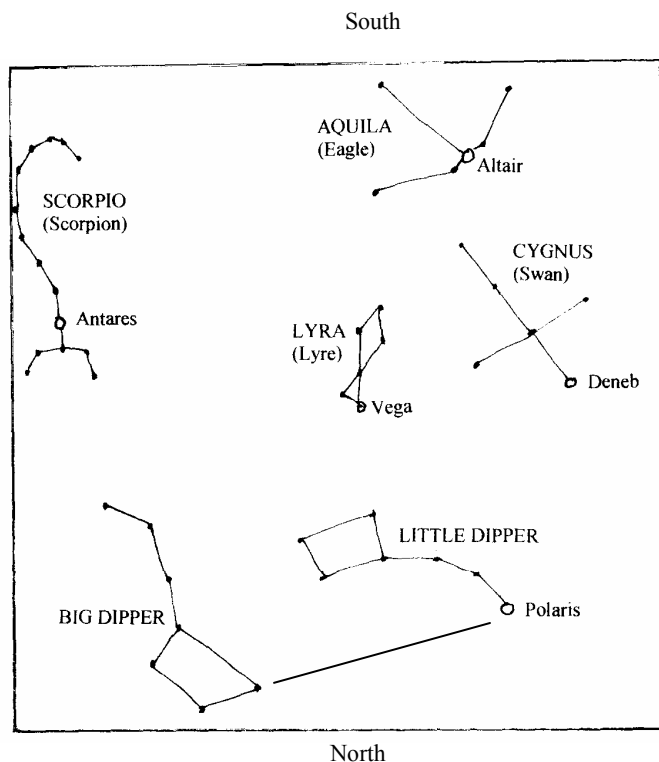 South
AQUILA
(Eagle)
Altair
SCORPIO
(Scorpion)
CYGNUS
(Swan)
Antares
LYRA
(Lyre)
Deneb
Vega
LITTLE DIPPER
BIG DIPPER
Polaris
North